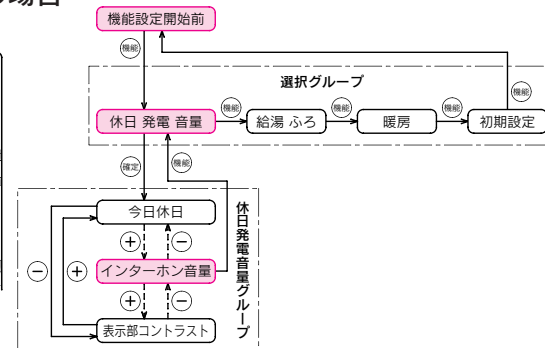 の場合
機能設定開始前
機能
機能
選択グループ
休日 発電 音量
機能
給湯 ふろ
機能
暖房
機能
初期設定
確定
機能
今日休日
+
−
−
+
インターホン音量
+
−
表示部コントラスト
休日発電音量グループ